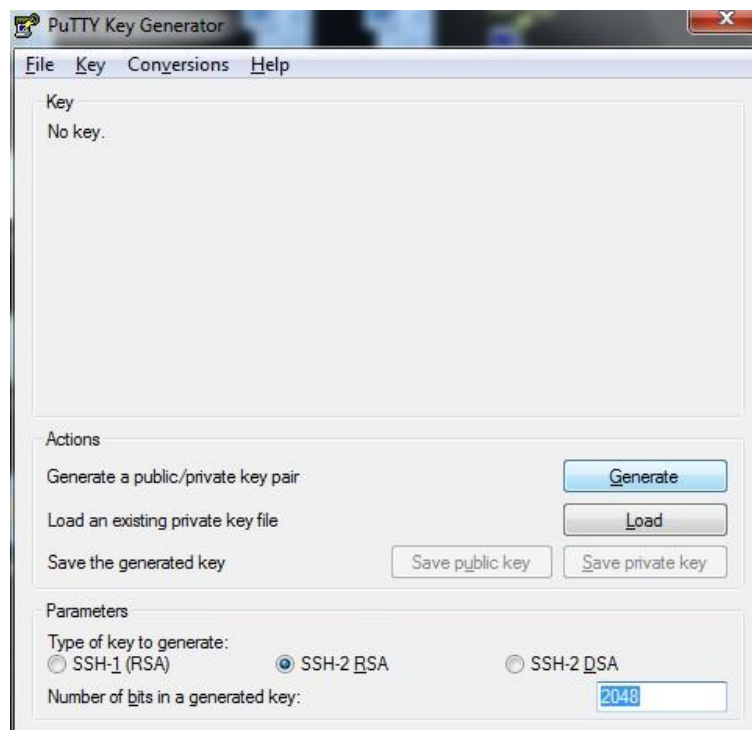 PuTTY Key Generator
File Key Conversions Help
Key
No key.
Actions
Generate a public/private key pair Generate
Load an existing private key file Load
Save the generated key Save public key Save private key
Parameters
Type of key to generate:
SSH-1 (RSA) SSH-2 RSA SSH-2 DSA
Number of bits in a generated key: 2048